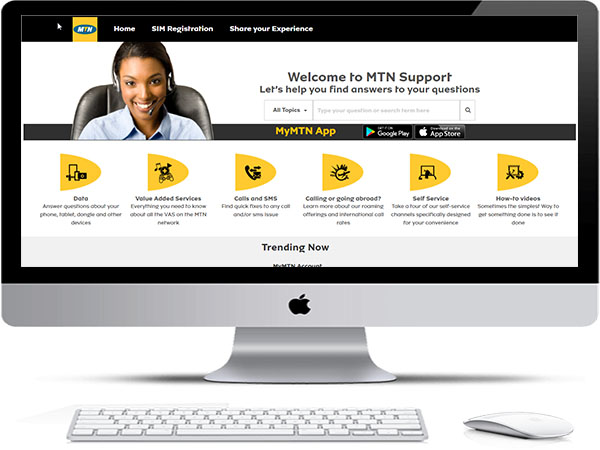 MTN
Home SIM Registration Share your Experience
Welcome to MTN Support
Let's help you find answers to your questions
All Topics Type your question or search term here
MyMTN App GET IT ON Google Play Download on the App Store
Data Value Added Services Calls and SMS Calling or going abroad? Self Service How-to videos
Answer questions about your Everything you need to know Find quick fixes to any call Learn more about our roaming Take a tour of our self-service Sometimes the simplest Way to
phone, tablet, dongle and other about all the VAS on the MTN and/or sms issue offerings and international call channels specifically designed get something done is to see it
devices network rates for your convenience done
Trending Now
MyMTN Account